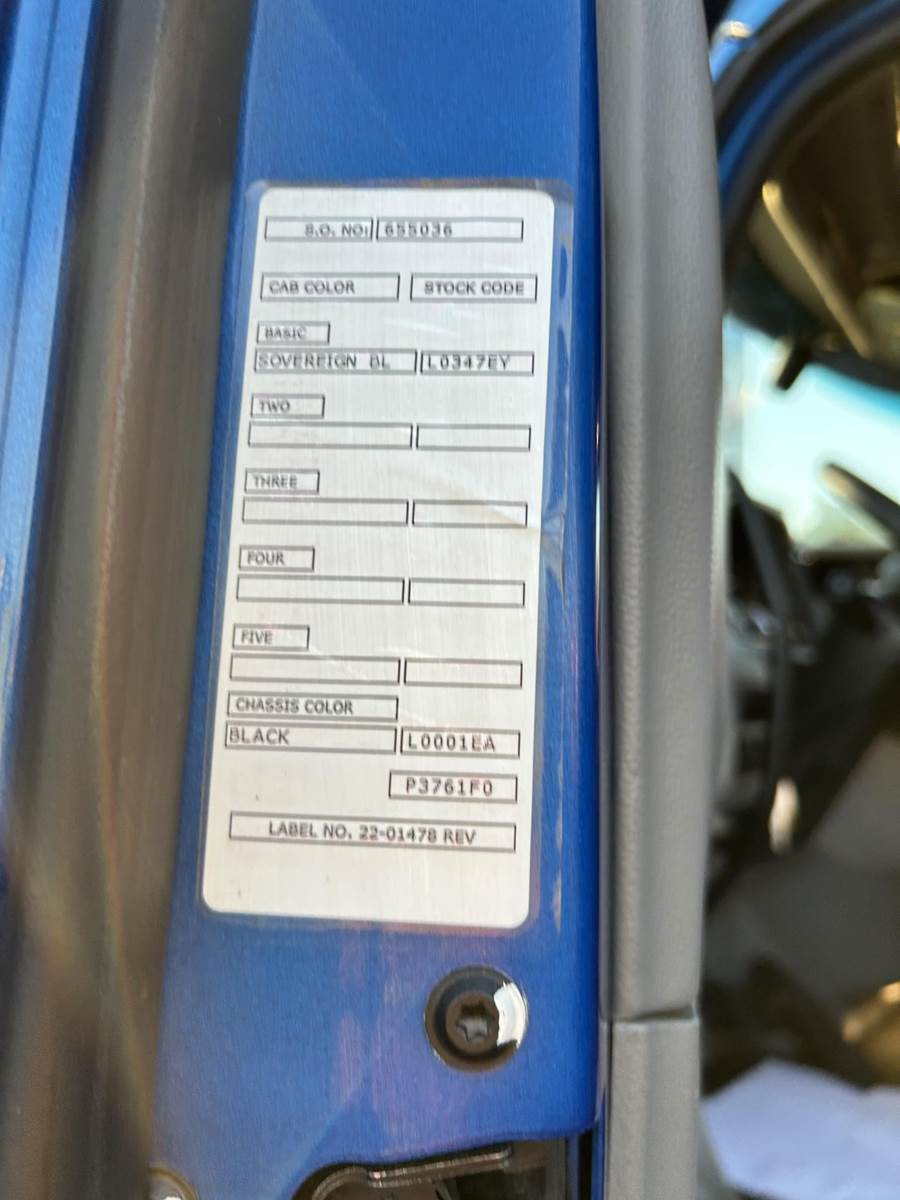 S.O. NO: 655036
CAB COLOR STOCK CODE
BASIC
SOVEREIGN BL L0347EY
TWO
THREE
FOUR
FIVE
CHASSIS COLOR
BLACK L0001EA
P3761F0
LABEL NO. 22-01478 REV